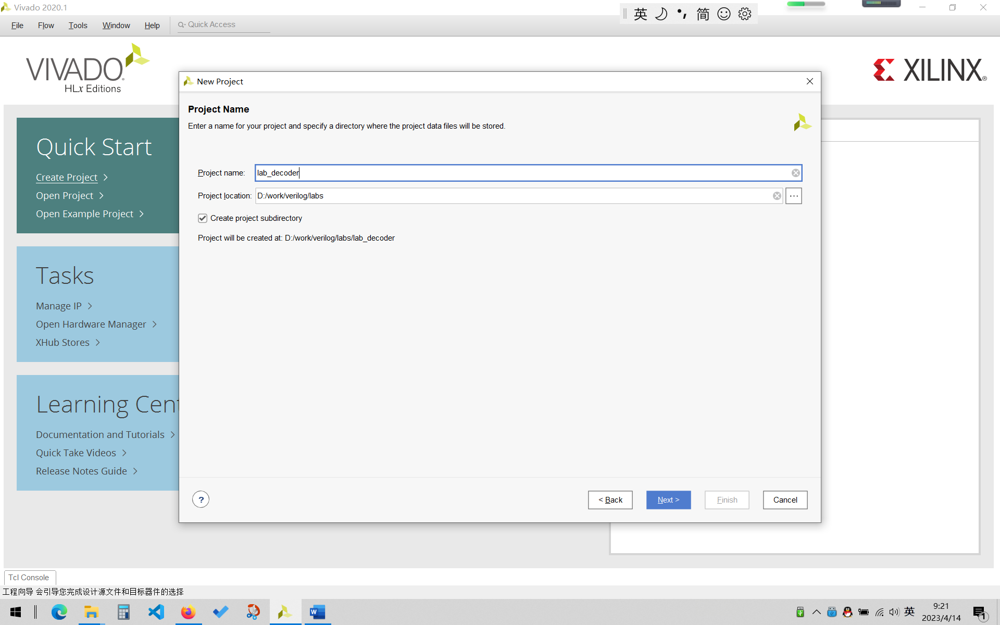 Vivado 2020.1
File Flow Tools Window Help Quick Access
英 简
VIVADO
HLx Editions
XILINX
New Project
Project Name
Enter a name for your project and specify a directory where the project data files will be stored.
Project name: lab_decoder
Project location: D:/work/verilog/labs ...
Create project subdirectory
Project will be created at: D:/work/verilog/labs/lab_decoder
? < Back Next > Finish Cancel
Quick Start
Create Project >
Open Project >
Open Example Project >
Tasks
Manage IP >
Open Hardware Manager >
XHub Stores >
Learning Cent
Documentation and Tutorials >
Quick Take Videos >
Release Notes Guide >
Tcl Console
工程向导 会引导您完成设计源文件和目标器件的选择
英
9:21
2023/4/14
1